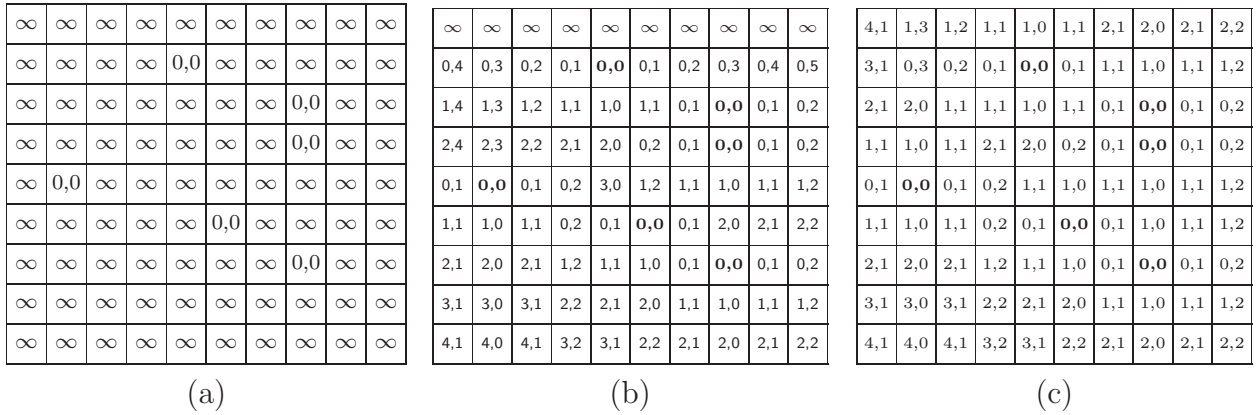 ∞ ∞ ∞ ∞ ∞ ∞ ∞ ∞ ∞ ∞
∞ ∞ ∞ ∞ 0,0 ∞ ∞ ∞ ∞ ∞
∞ ∞ ∞ ∞ ∞ ∞ ∞ 0,0 ∞ ∞
∞ ∞ ∞ ∞ ∞ ∞ ∞ 0,0 ∞ ∞
∞ 0,0 ∞ ∞ ∞ ∞ ∞ ∞ ∞ ∞
∞ ∞ ∞ ∞ ∞ 0,0 ∞ ∞ ∞ ∞
∞ ∞ ∞ ∞ ∞ ∞ ∞ 0,0 ∞ ∞
∞ ∞ ∞ ∞ ∞ ∞ ∞ ∞ ∞ ∞
∞ ∞ ∞ ∞ ∞ ∞ ∞ ∞ ∞ ∞
(a)
∞ ∞ ∞ ∞ ∞ ∞ ∞ ∞ ∞ ∞
0,4 0,3 0,2 0,1 0,0 0,1 0,2 0,3 0,4 0,5
1,4 1,3 1,2 1,1 1,0 1,1 0,1 0,0 0,1 0,2
2,4 2,3 2,2 2,1 2,0 0,2 0,1 0,0 0,1 0,2
0,1 0,0 0,1 0,2 3,0 1,2 1,1 1,0 1,1 1,2
1,1 1,0 1,1 0,2 0,1 0,0 0,1 2,0 2,1 2,2
2,1 2,0 2,1 1,2 1,1 1,0 0,1 0,0 0,1 0,2
3,1 3,0 3,1 2,2 2,1 2,0 1,1 1,0 1,1 1,2
4,1 4,0 4,1 3,2 3,1 2,2 2,1 2,0 2,1 2,2
(b)
4,1 1,3 1,2 1,1 1,0 1,1 2,1 2,0 2,1 2,2
3,1 0,3 0,2 0,1 0,0 0,1 1,1 1,0 1,1 1,2
2,1 2,0 1,1 1,1 1,0 1,1 0,1 0,0 0,1 0,2
1,1 1,0 1,1 2,1 2,0 0,2 0,1 0,0 0,1 0,2
0,1 0,0 0,1 0,2 1,1 1,0 1,1 1,0 1,1 1,2
1,1 1,0 1,1 0,2 0,1 0,0 0,1 1,0 1,1 1,2
2,1 2,0 2,1 1,2 1,1 1,0 0,1 0,0 0,1 0,2
3,1 3,0 3,1 2,2 2,1 2,0 1,1 1,0 1,1 1,2
4,1 4,0 4,1 3,2 3,1 2,2 2,1 2,0 2,1 2,2
(c)